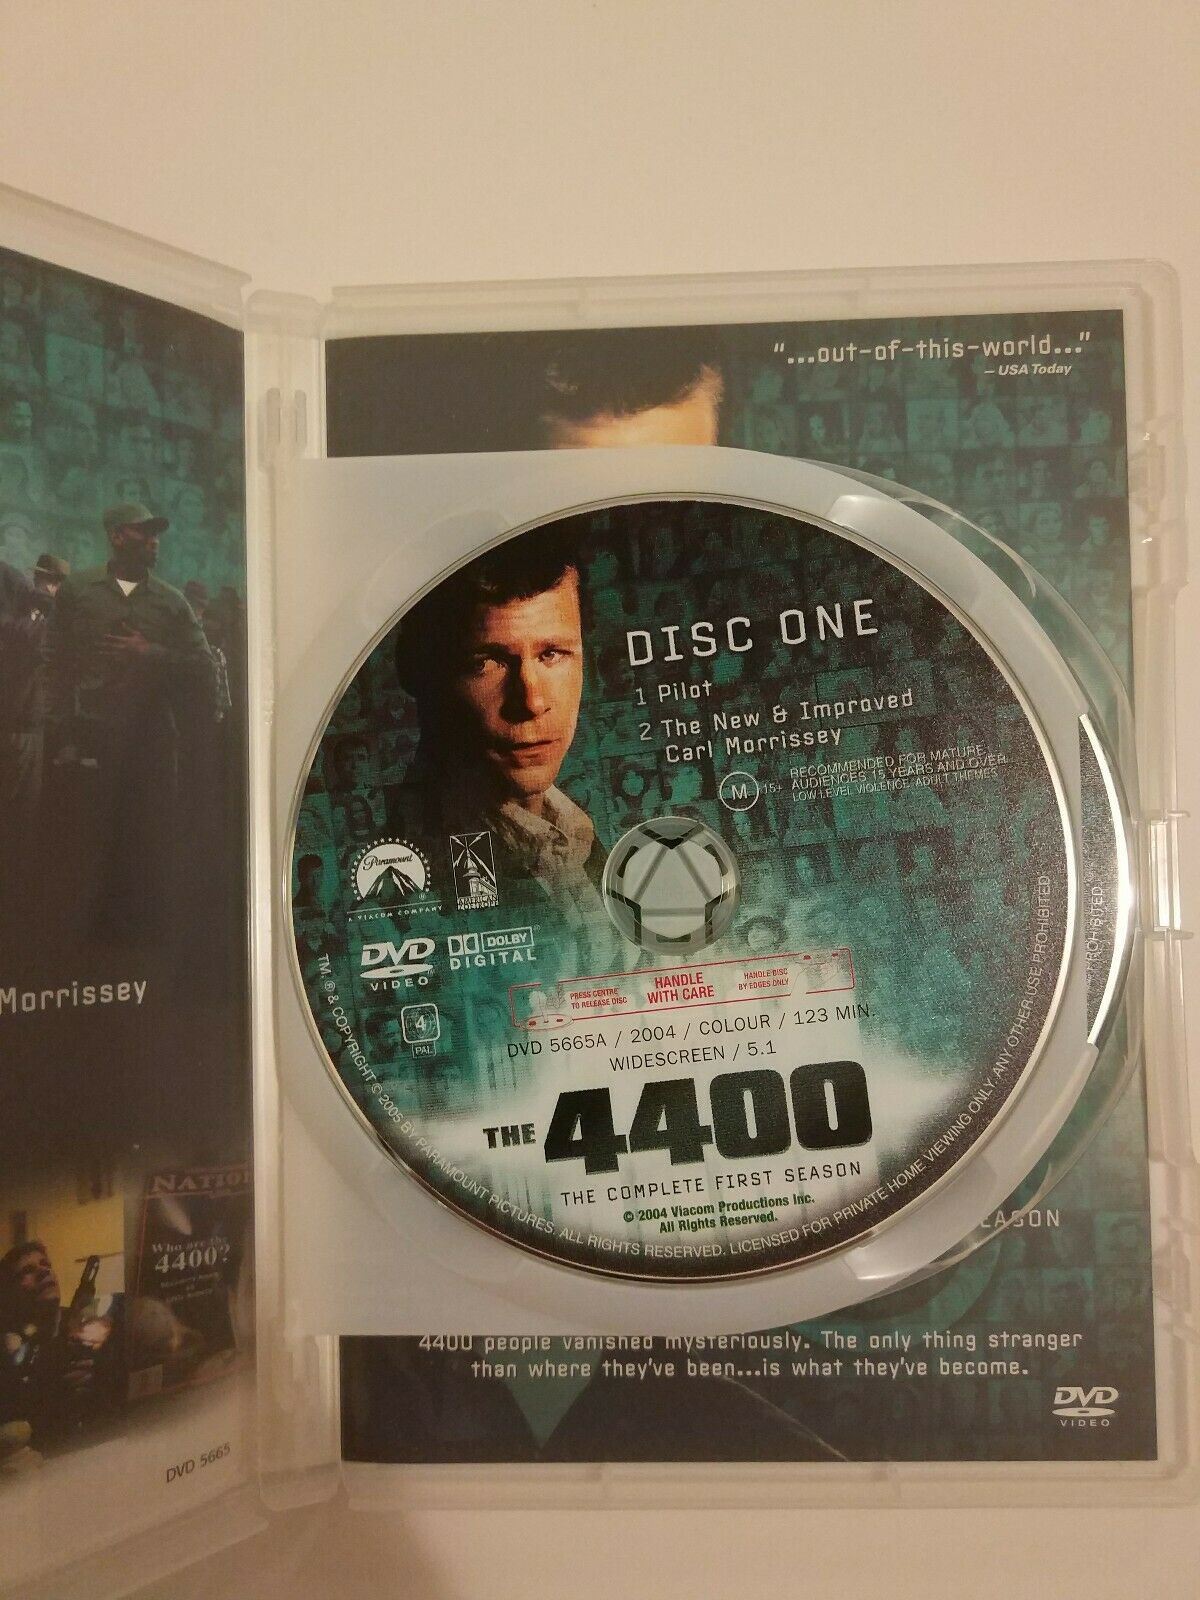 "...out-of-this-world..."
– USA Today
DISC ONE
1 Pilot
2 The New & Improved
Carl Morrissey
M 15+
RECOMMENDED FOR MATURE
AUDIENCES 15 YEARS AND OVER
LOW LEVEL VIOLENCE, ADULT THEMES
Paramount
A VIACOM COMPANY
AMERICAN
ZOETROPE
DVD
VIDEO
DOLBY
DIGITAL
4
PAL
PRESS CENTRE
TO RELEASE DISC
HANDLE
WITH CARE
HANDLE DISC
BY EDGES ONLY
DVD 5665A / 2004 / COLOUR / 123 MIN.
WIDESCREEN / 5.1
THE 4400
THE COMPLETE FIRST SEASON
© 2004 Viacom Productions Inc.
All Rights Reserved.
TM, ® & COPYRIGHT © 2005 BY PARAMOUNT PICTURES. ALL RIGHTS RESERVED. LICENSED FOR PRIVATE HOME VIEWING ONLY. ANY OTHER USE PROHIBITED
EASON
4400 people vanished mysteriously. The only thing stranger
than where they've been...is what they've become.
DVD
VIDEO
Morrissey
NATIO
Who are the
4400?
DVD 5665